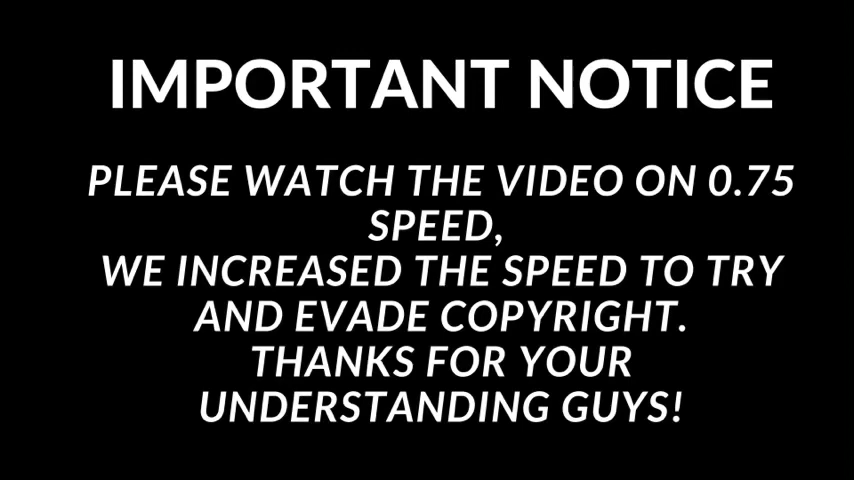 IMPORTANT NOTICE
PLEASE WATCH THE VIDEO ON 0.75
SPEED,
WE INCREASED THE SPEED TO TRY
AND EVADE COPYRIGHT.
THANKS FOR YOUR
UNDERSTANDING GUYS!